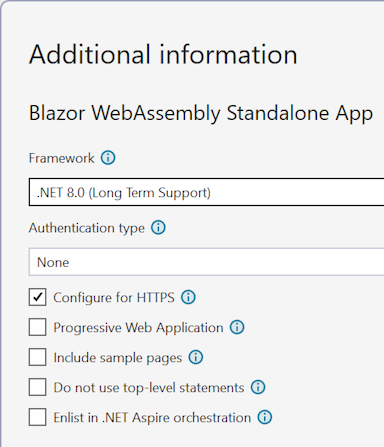 Additional information
Blazor WebAssembly Standalone App
Framework
.NET 8.0 (Long Term Support)
Authentication type
None
Configure for HTTPS
Progressive Web Application
Include sample pages
Do not use top-level statements
Enlist in .NET Aspire orchestration